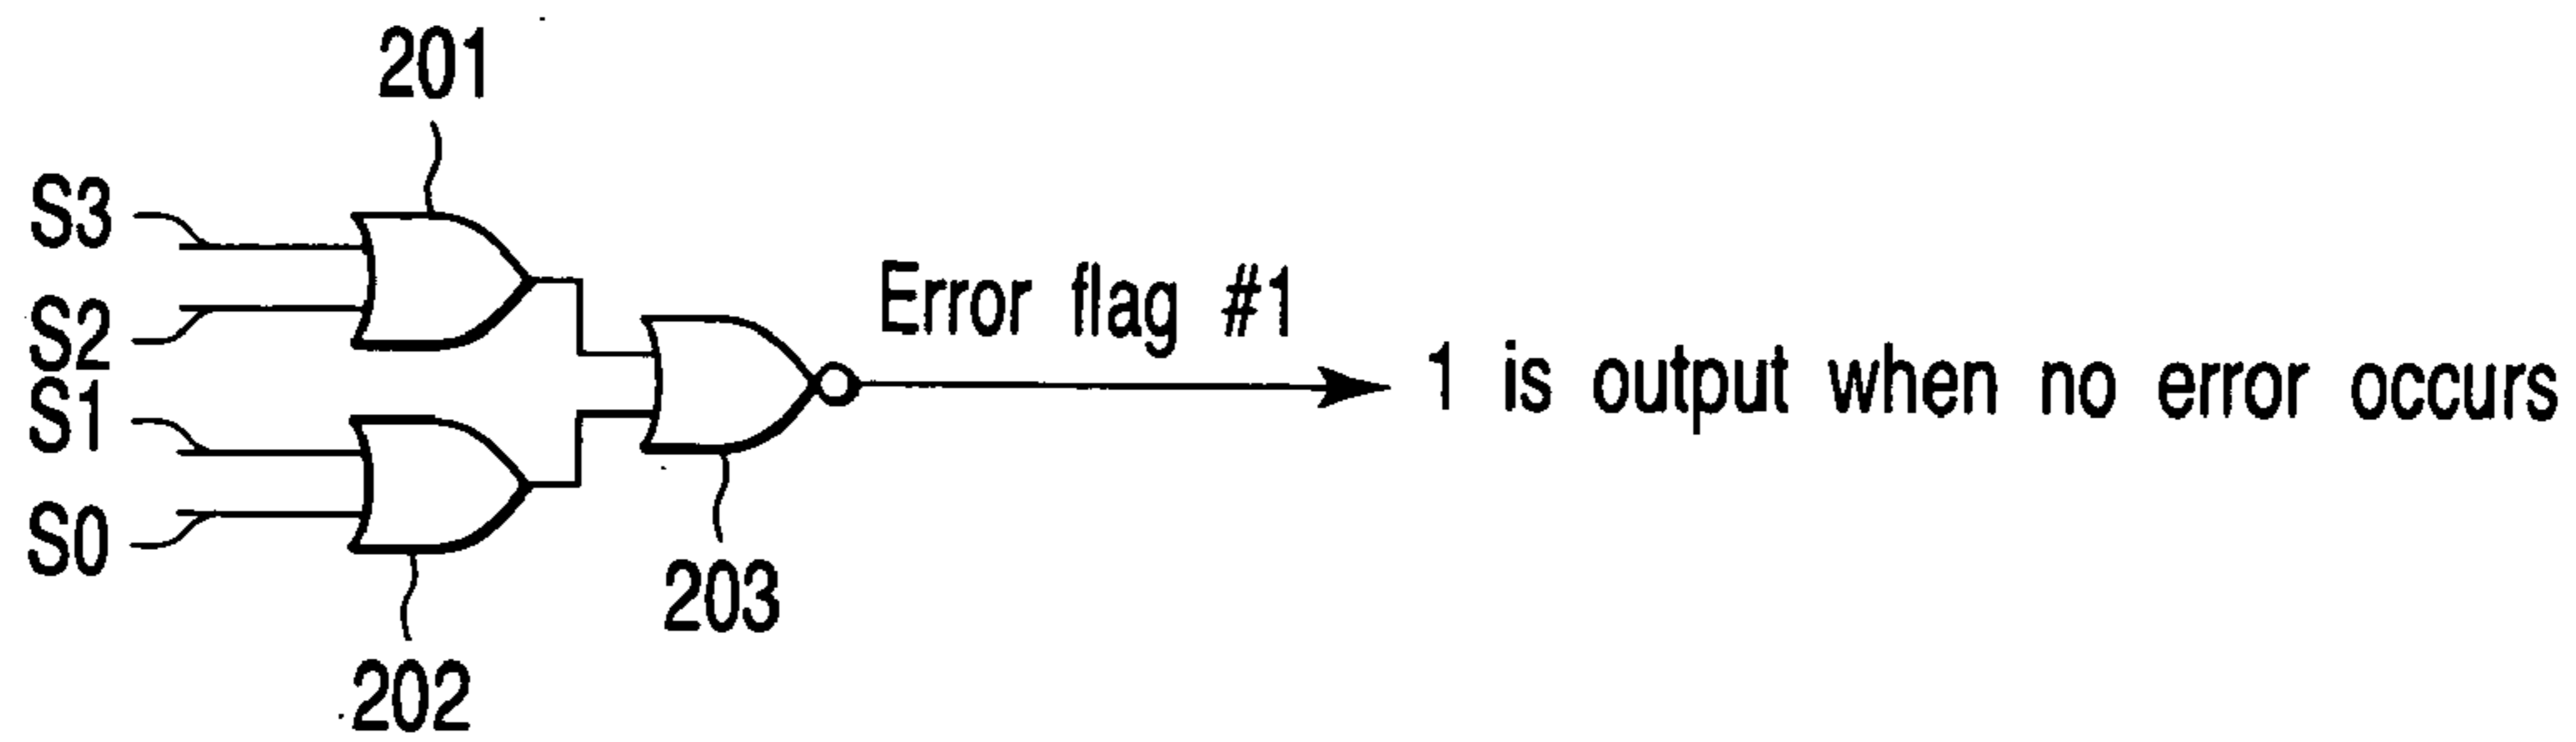 201
S3
S2
S1
S0
Error flag #1
1 is output when no error occurs
203
202